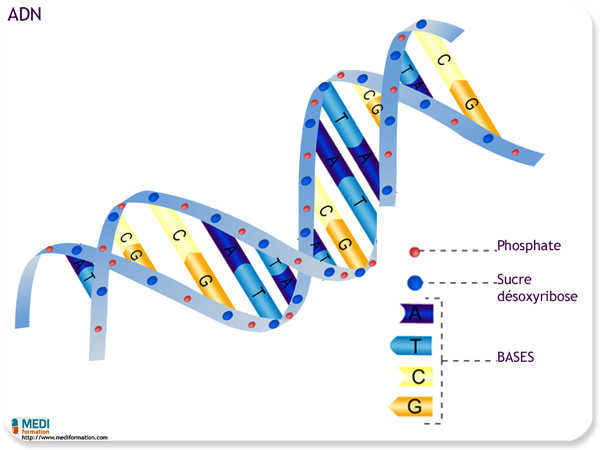 ADN
C
T A
G
C G
T
A
A
T
C
G
A T
C
G
C
G
A
T
T A
A T
Phosphate
Sucre
désoxyribose
A
T
C
G
BASES
MEDI
formation
http://www.mediformation.com